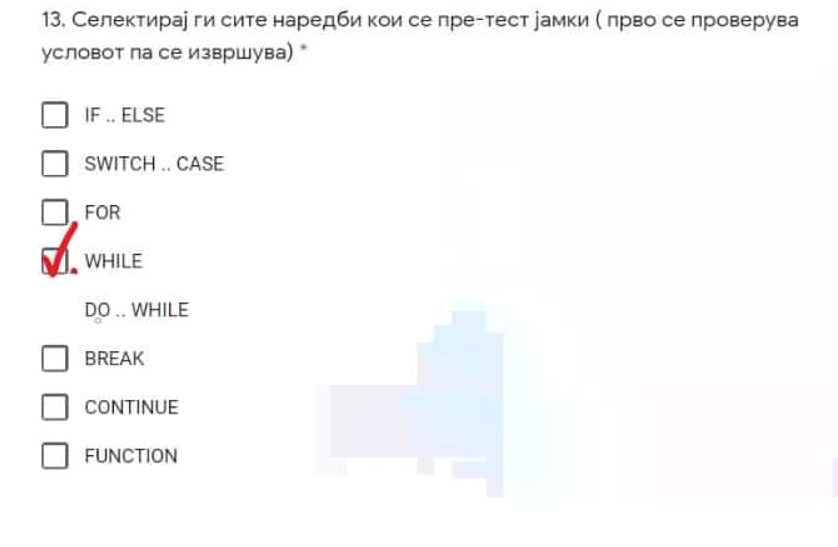 13. Селектирај ги сите наредби кои се пре-тест јамки ( прво се проверува
условот па се извршува) *
IF .. ELSE
SWITCH .. CASE
FOR
WHILE
DO .. WHILE
BREAK
CONTINUE
FUNCTION